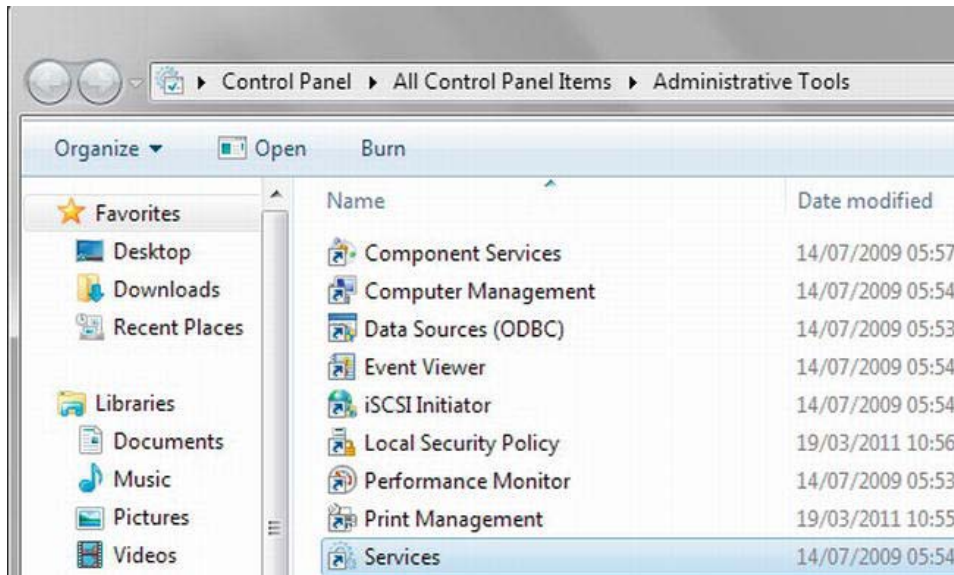 Control Panel All Control Panel Items Administrative Tools
Organize Open Burn
Favorites
Desktop
Downloads
Recent Places
Libraries
Documents
Music
Pictures
Videos
Name Date modified
Component Services 14/07/2009 05:57
Computer Management 14/07/2009 05:54
Data Sources (ODBC) 14/07/2009 05:53
Event Viewer 14/07/2009 05:54
iSCSI Initiator 14/07/2009 05:54
Local Security Policy 19/03/2011 10:56
Performance Monitor 14/07/2009 05:53
Print Management 19/03/2011 10:55
Services 14/07/2009 05:54